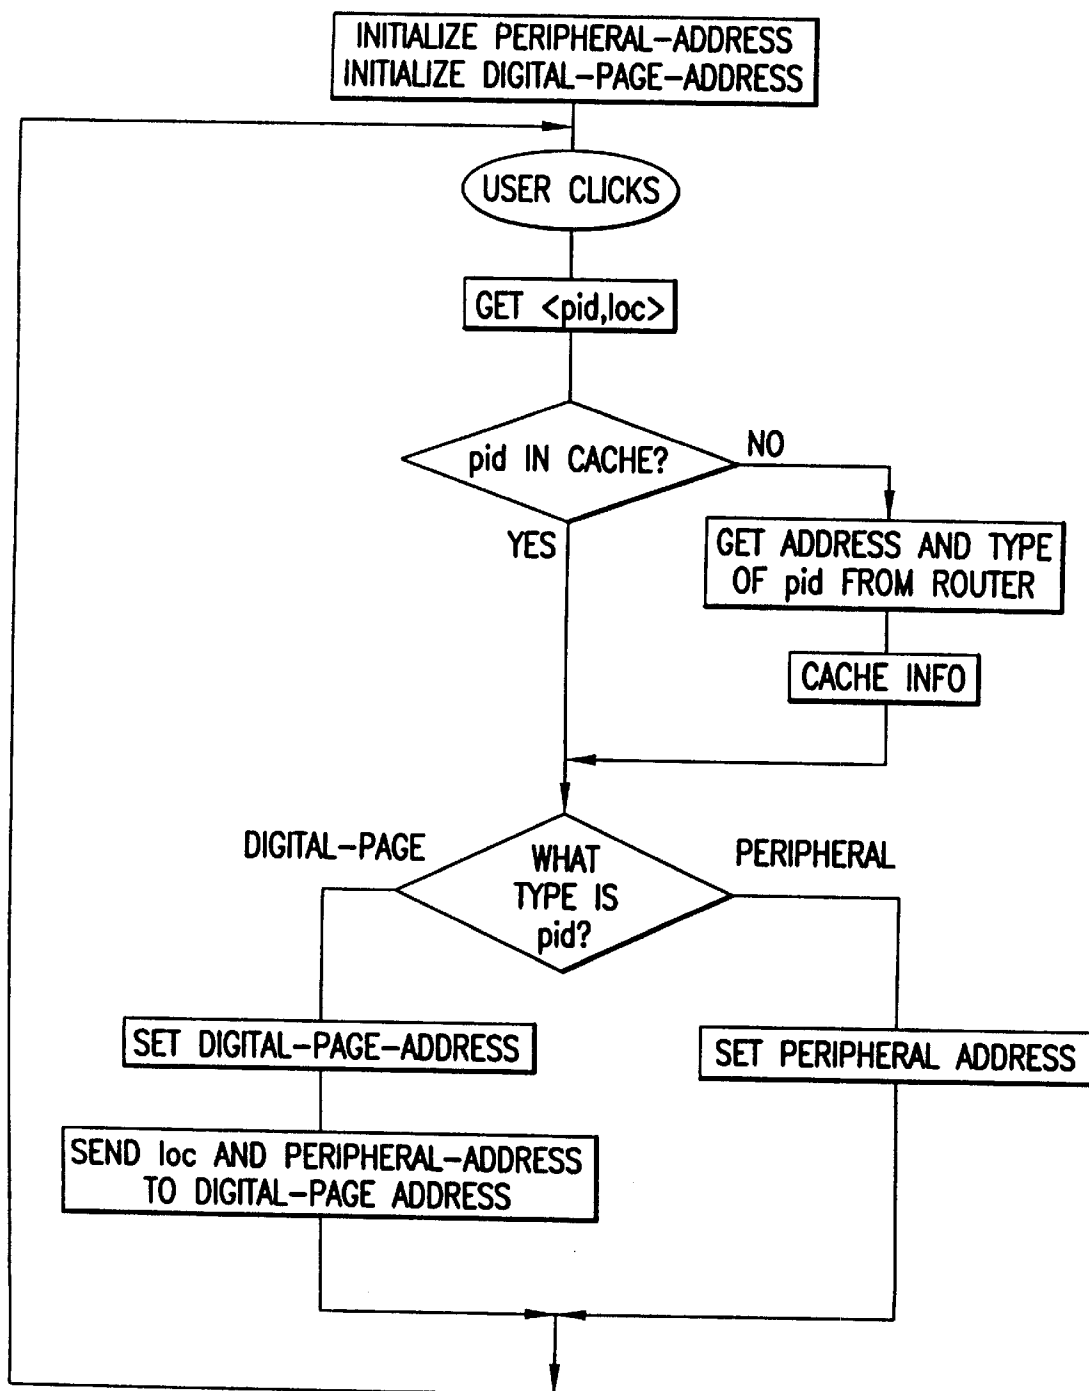 INITIALIZE PERIPHERAL-ADDRESS
INITIALIZE DIGITAL-PAGE-ADDRESS
USER CLICKS
GET <pid,loc>
pid IN CACHE?
NO
YES
GET ADDRESS AND TYPE
OF pid FROM ROUTER
CACHE INFO
DIGITAL-PAGE
WHAT
TYPE IS
pid?
PERIPHERAL
SET DIGITAL-PAGE-ADDRESS
SET PERIPHERAL ADDRESS
SEND loc AND PERIPHERAL-ADDRESS
TO DIGITAL-PAGE ADDRESS